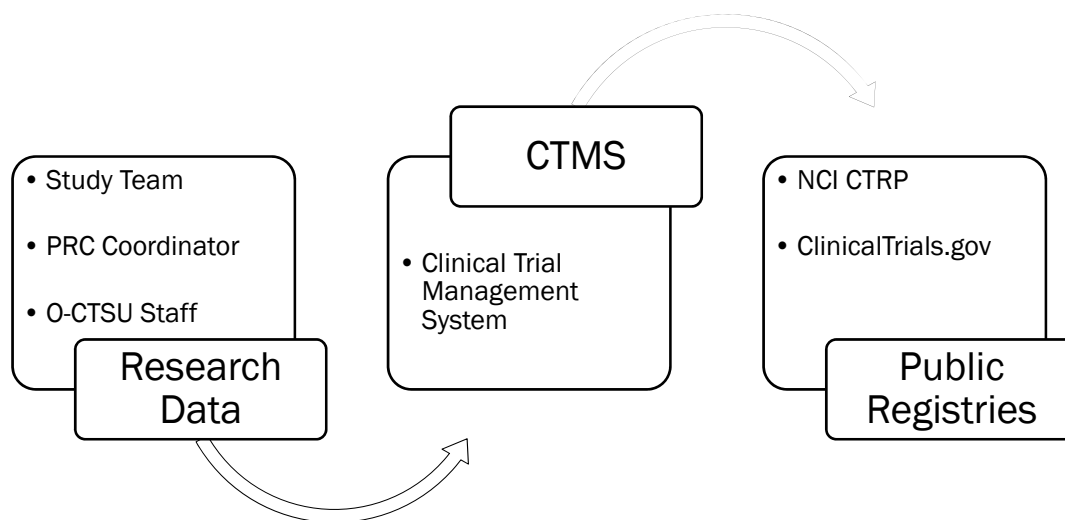 • Study Team
• PRC Coordinator
• O-CTSU Staff
Research
Data
CTMS
• Clinical Trial
Management
System
• NCI CTRP
• ClinicalTrials.gov
Public
Registries